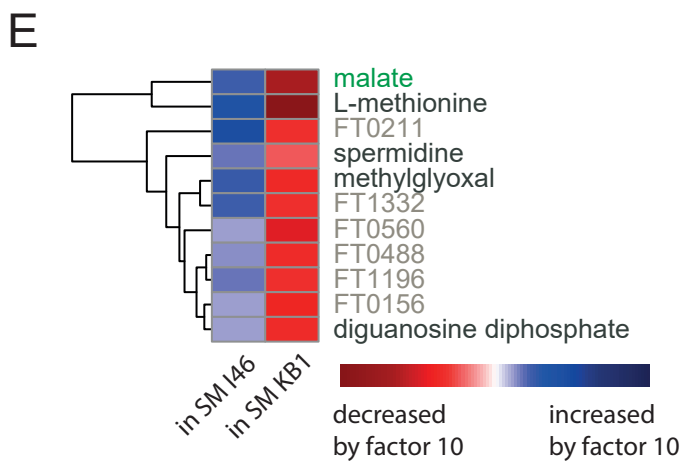 E
malate
L-methionine
FT0211
spermidine
methylglyoxal
FT1332
FT0560
FT0488
FT1196
FT0156
diguanosine diphosphate
in SM I46
in SM KB1
decreased
by factor 10
increased
by factor 10